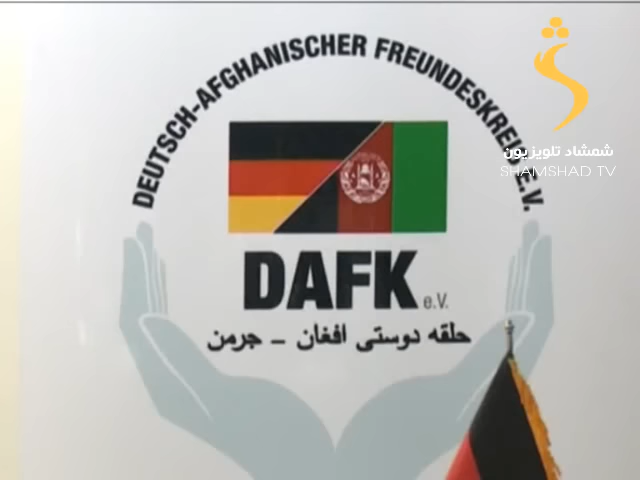 DEUTSCH-AFGHANISCHER FREUNDESKREIS E.V.
شمشاد تلویزیون
SHAMSHAD TV
DAFK e.V.
حلقه دوستی افغان - جرمن